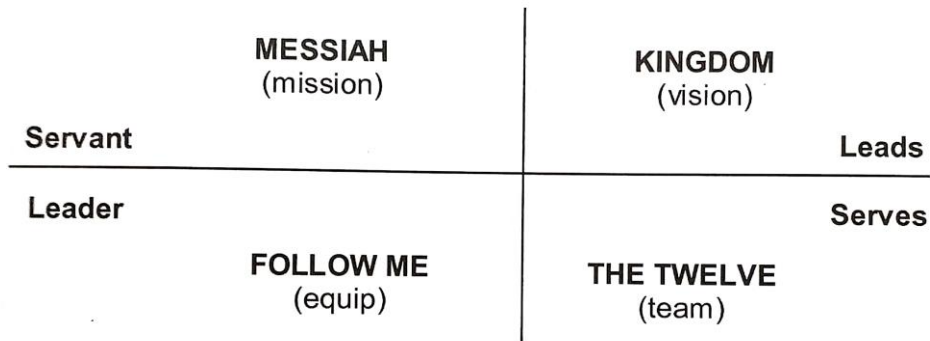 MESSIAH
(mission)
KINGDOM
(vision)
Servant
Leads
Leader
Serves
FOLLOW ME
(equip)
THE TWELVE
(team)